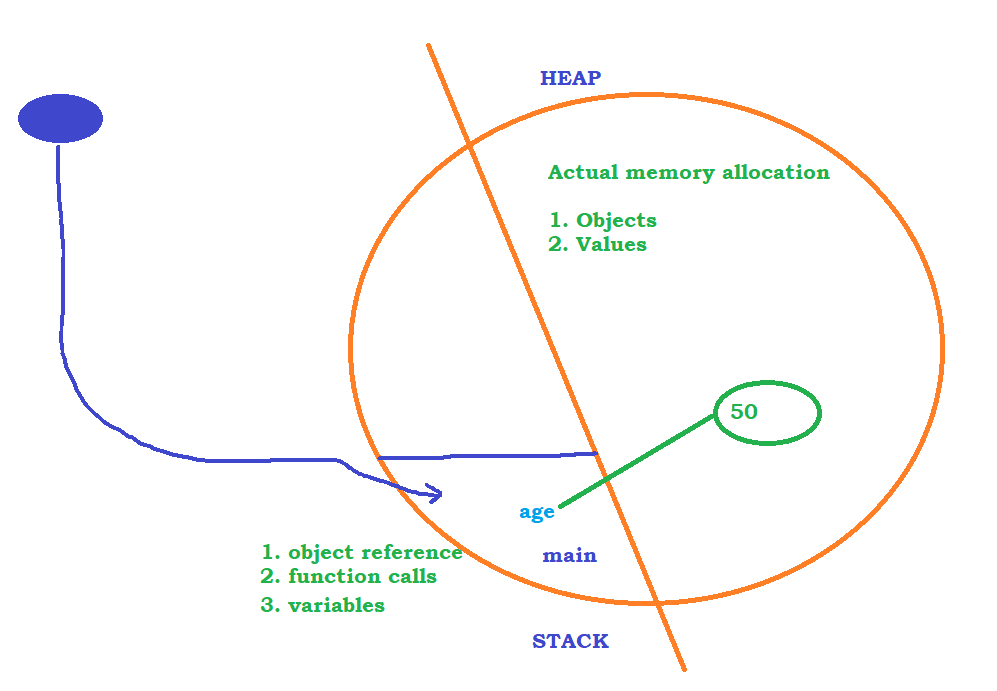 HEAP
Actual memory allocation
1. Objects
2. Values
50
age
main
1. object reference
2. function calls
3. variables
STACK